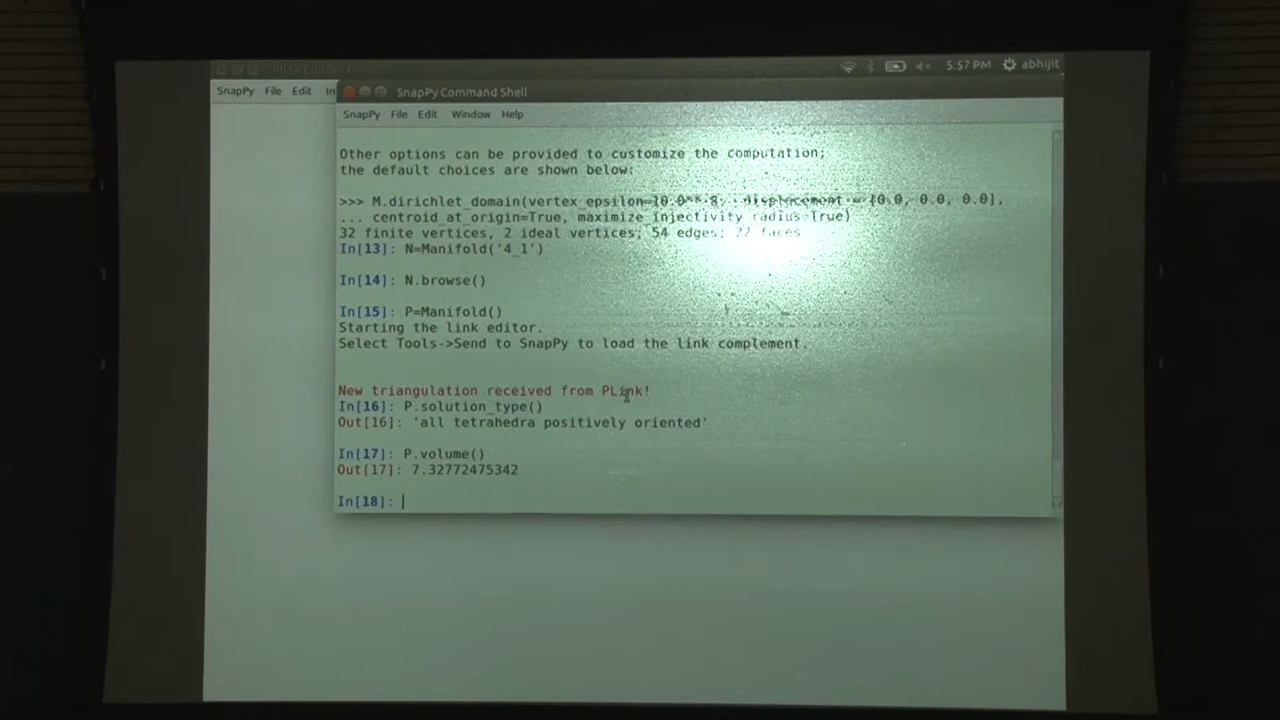 Plink Editor
5:57 PM abhijit
SnapPy File Edit In
SnapPy Command Shell
SnapPy File Edit Window Help
Other options can be provided to customize the computation;
the default choices are shown below:
>>> M.dirichlet_domain(vertex_epsilon=10.0**-8, displacement = [0.0, 0.0, 0.0],
... centroid_at_origin=True, maximize_injectivity_radius=True)
32 finite vertices, 2 ideal vertices; 54 edges; 22 faces
In[13]: N=Manifold('4_1')
In[14]: N.browse()
In[15]: P=Manifold()
Starting the link editor.
Select Tools->Send to SnapPy to load the link complement.
New triangulation received from PLink!
In[16]: P.solution_type()
Out[16]: 'all tetrahedra positively oriented'
In[17]: P.volume()
Out[17]: 7.32772475342
In[18]: